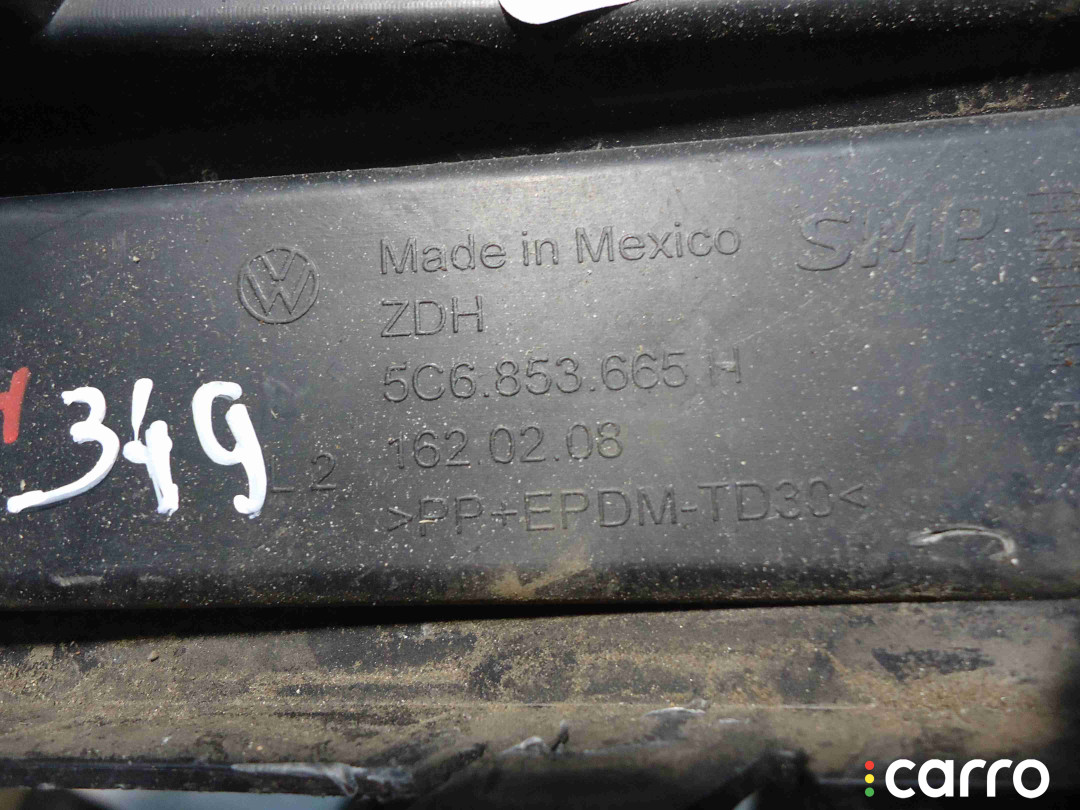 Made in Mexico
SMP
ZDH
5C6.853.665 H
349
L 2
162.02.08
>PP+EPDM-TD30<
carro